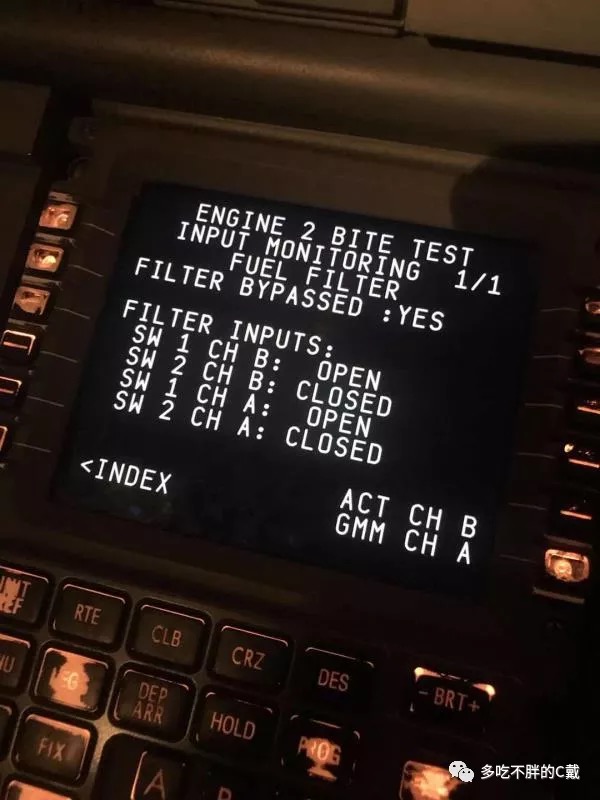 ENGINE 2 BITE TEST
INPUT MONITORING 1/1
FUEL FILTER
FILTER BYPASSED :YES
FILTER INPUTS:
SW 1 CH B: OPEN
SW 2 CH B: CLOSED
SW 1 CH A: OPEN
SW 2 CH A: CLOSED
<INDEX
ACT CH B
GMM CH A
RTE
CLB
CRZ
DES
- BRT+
DEP
ARR
HOLD
PROG
FIX
A
多吃不胖的C戴